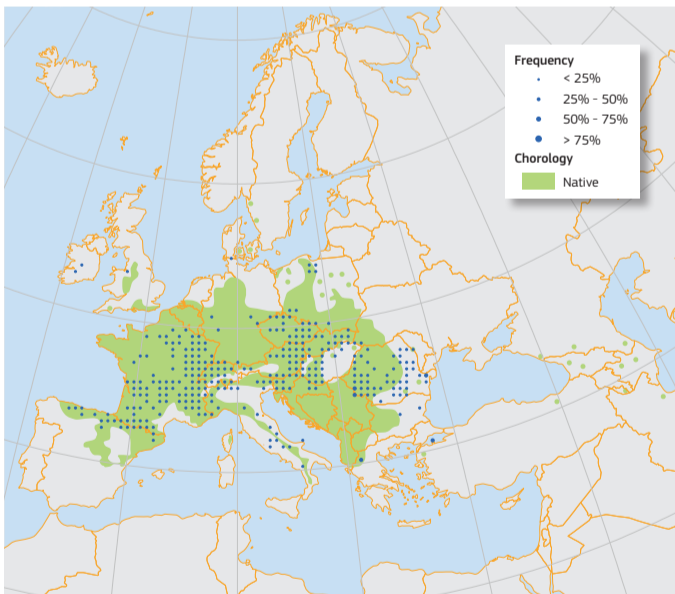 Frequency
< 25%
25% - 50%
50% - 75%
> 75%
Chorology
Native